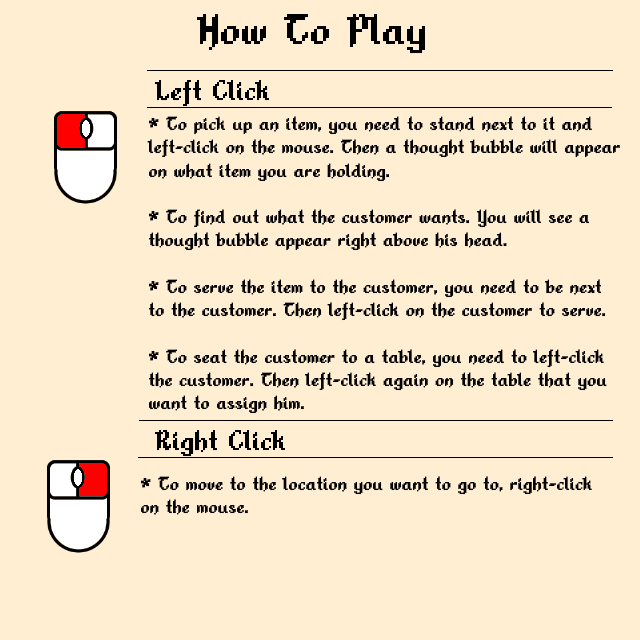 How To Play
Left Click
* To pick up an item, you need to stand next to it and
left-click on the mouse. Then a thought bubble will appear
on what item you are holding.
* To find out what the customer wants. You will see a
thought bubble appear right above his head.
* To serve the item to the customer, you need to be next
to the customer. Then left-click on the customer to serve.
* To seat the customer to a table, you need to left-click
the customer. Then left-click again on the table that you
want to assign him.
Right Click
* To move to the location you want to go to, right-click
on the mouse.